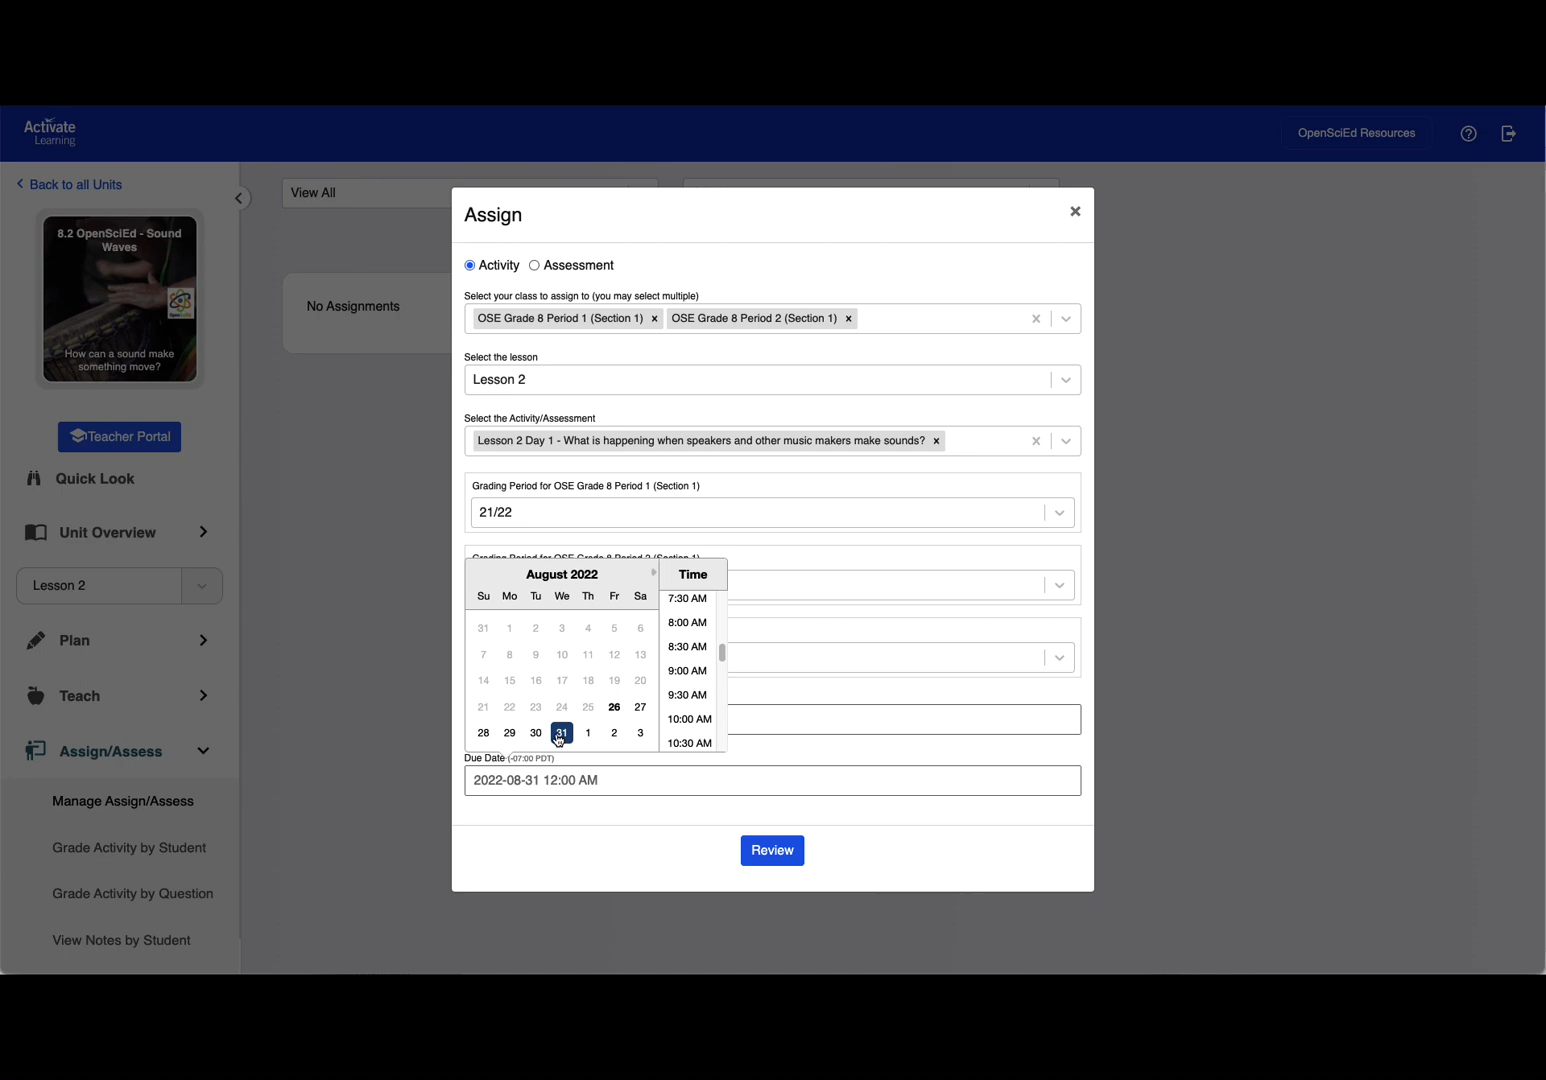 Activate
Learning
OpenSciEd Resources
Back to all Units
8.2 OpenSciEd - Sound
Waves
How can a sound make
something move?
Teacher Portal
Quick Look
Unit Overview
Lesson 2
Plan
Teach
Assign/Assess
Manage Assign/Assess
Grade Activity by Student
Grade Activity by Question
View Notes by Student
View All
No Assignments
Assign
Activity Assessment
Select your class to assign to (you may select multiple)
OSE Grade 8 Period 1 (Section 1) × OSE Grade 8 Period 2 (Section 1) ×
Select the lesson
Lesson 2
Select the Activity/Assessment
Lesson 2 Day 1 - What is happening when speakers and other music makers make sounds? ×
Grading Period for OSE Grade 8 Period 1 (Section 1)
21/22
Grading Period for OSE Grade 8 Period 2 (Section 1)
August 2022
Su Mo Tu We Th Fr Sa
31 1 2 3 4 5 6
7 8 9 10 11 12 13
14 15 16 17 18 19 20
21 22 23 24 25 26 27
28 29 30 31 1 2 3
Time
7:30 AM
8:00 AM
8:30 AM
9:00 AM
9:30 AM
10:00 AM
10:30 AM
Due Date (-07:00 PDT)
2022-08-31 12:00 AM
Review